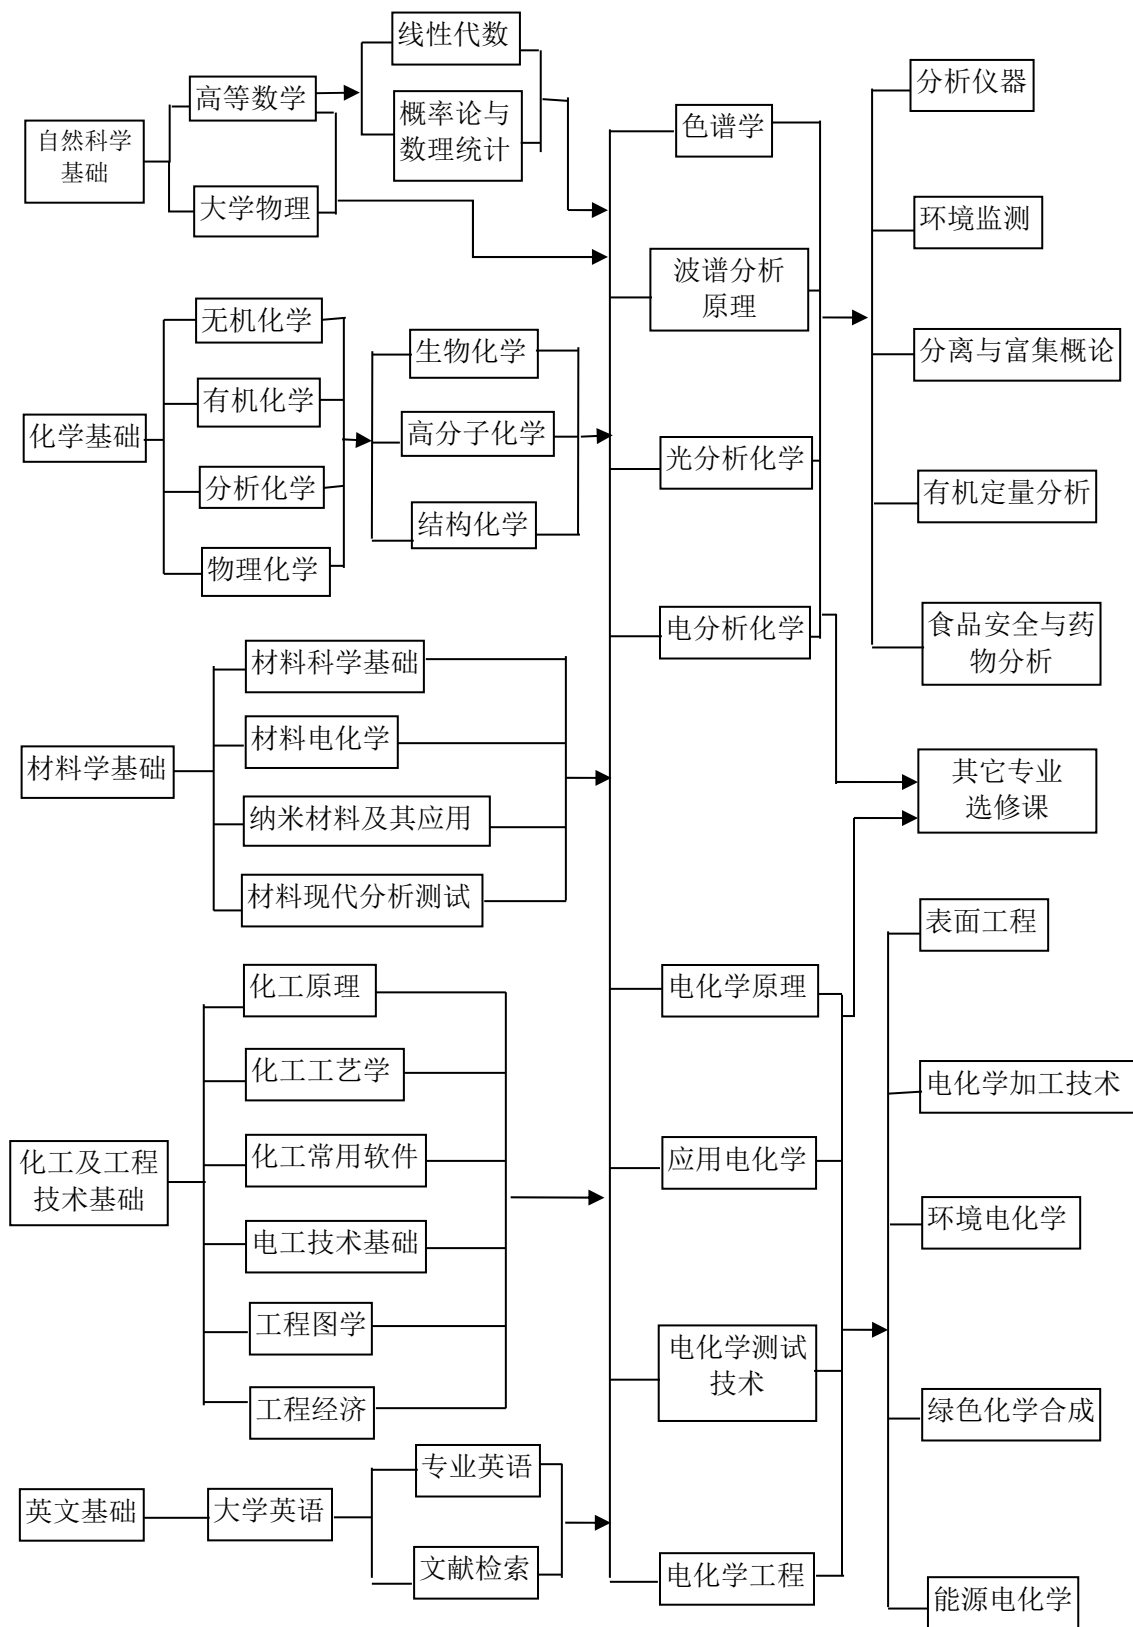 自然科学
基础
高等数学
大学物理
线性代数
概率论与
数理统计
化学基础
无机化学
有机化学
分析化学
物理化学
生物化学
高分子化学
结构化学
材料学基础
材料科学基础
材料电化学
纳米材料及其应用
材料现代分析测试
化工及工程
技术基础
化工原理
化工工艺学
化工常用软件
电工技术基础
工程图学
工程经济
英文基础
大学英语
专业英语
文献检索
色谱学
波谱分析
原理
光分析化学
电分析化学
电化学原理
应用电化学
电化学测试
技术
电化学工程
分析仪器
环境监测
分离与富集概论
有机定量分析
食品安全与药
物分析
其它专业
选修课
表面工程
电化学加工技术
环境电化学
绿色化学合成
能源电化学